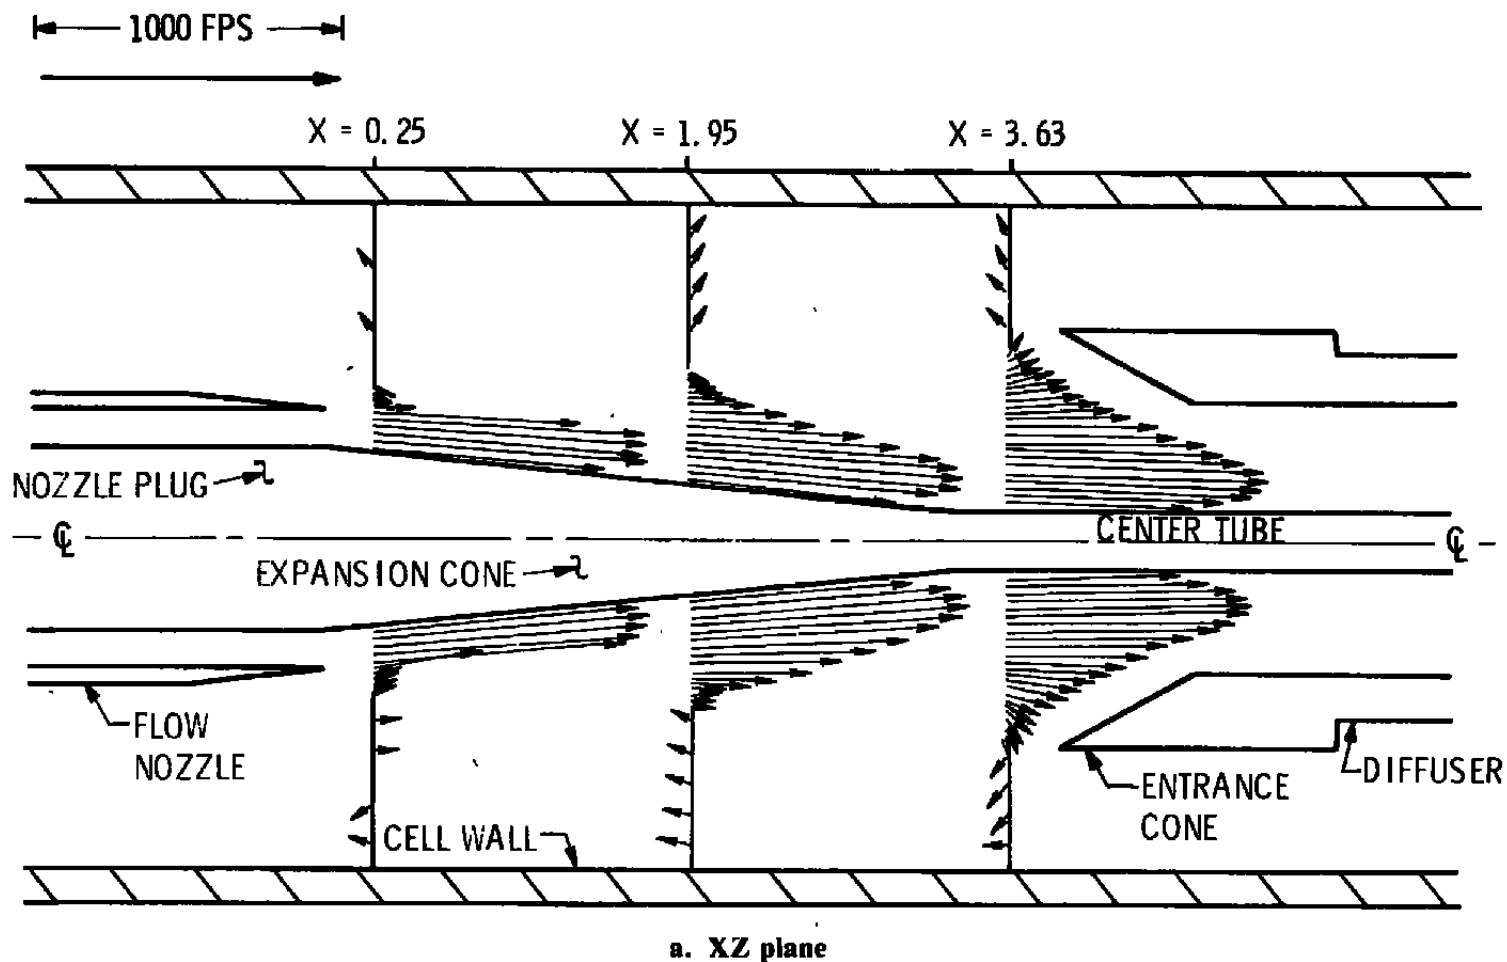 1000 FPS
X = 0.25
X = 1.95
X = 3.63
NOZZLE PLUG
℄
CENTER TUBE
℄
EXPANSION CONE
FLOW
NOZZLE
CELL WALL
ENTRANCE
CONE
DIFFUSER
a. XZ plane